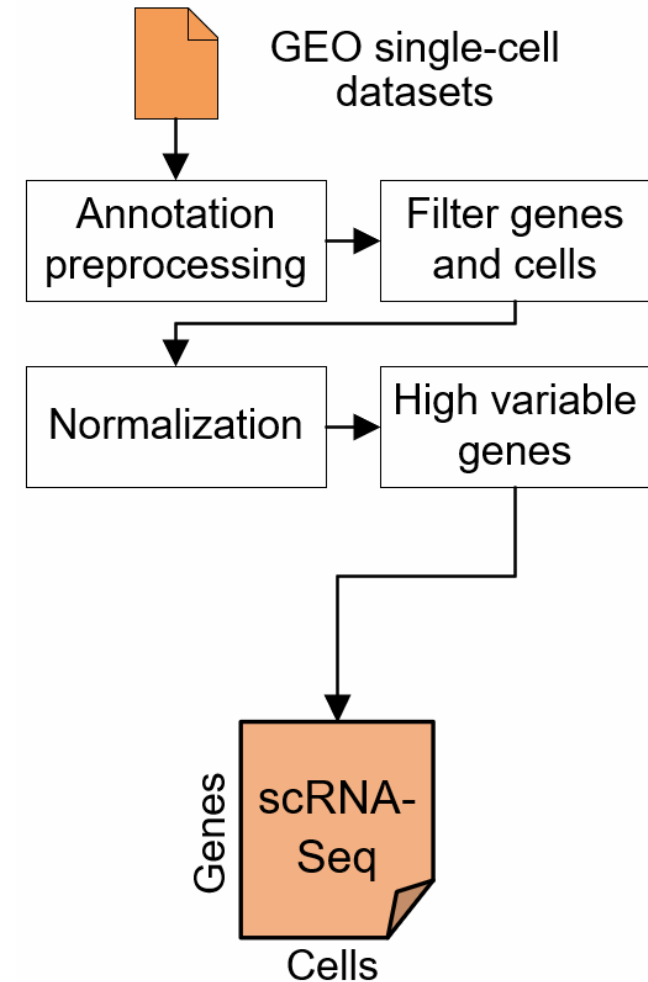 GEO single-cell
datasets
Annotation
preprocessing
Filter genes
and cells
Normalization
High variable
genes
Genes
scRNA-
Seq
Cells